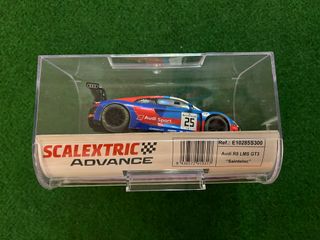 Audi Sport
25
SCALEXTRIC
ADVANCE
Ref.: E10285S300
Audi R8 LMS GT3
"Sainteloc"